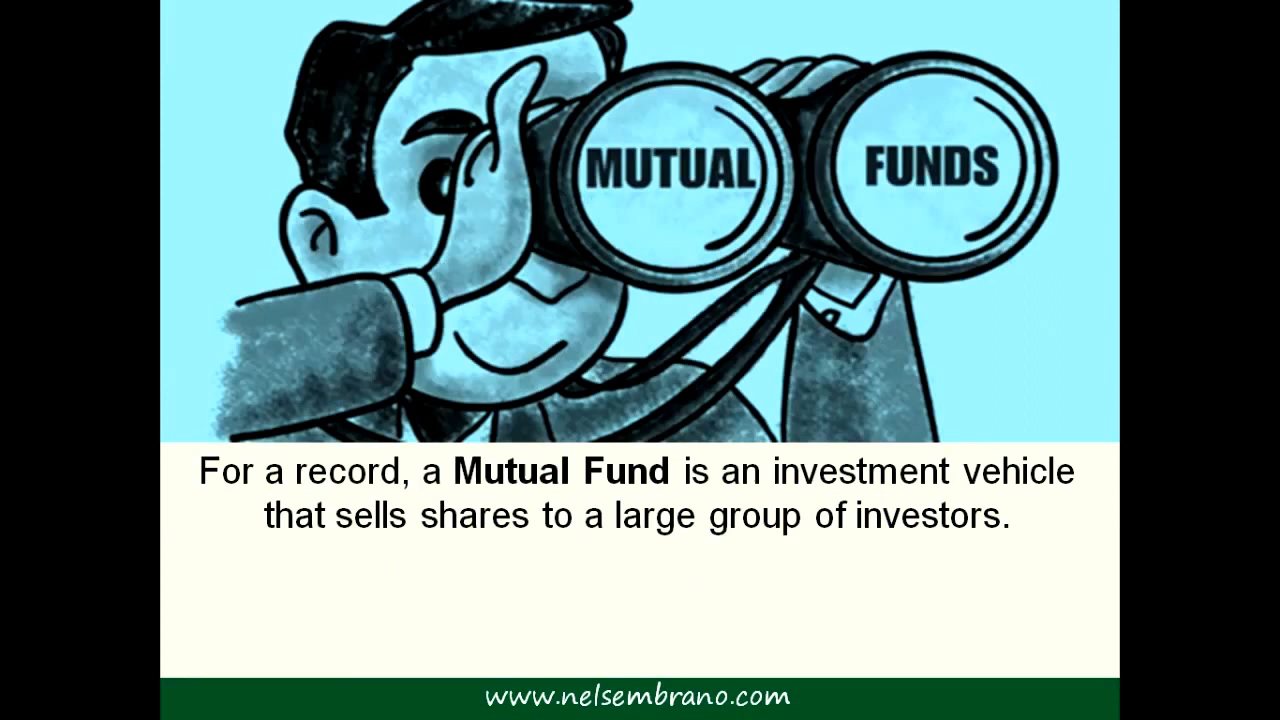 MUTUAL FUNDS
For a record, a Mutual Fund is an investment vehicle
that sells shares to a large group of investors.
www.nelsembrano.com